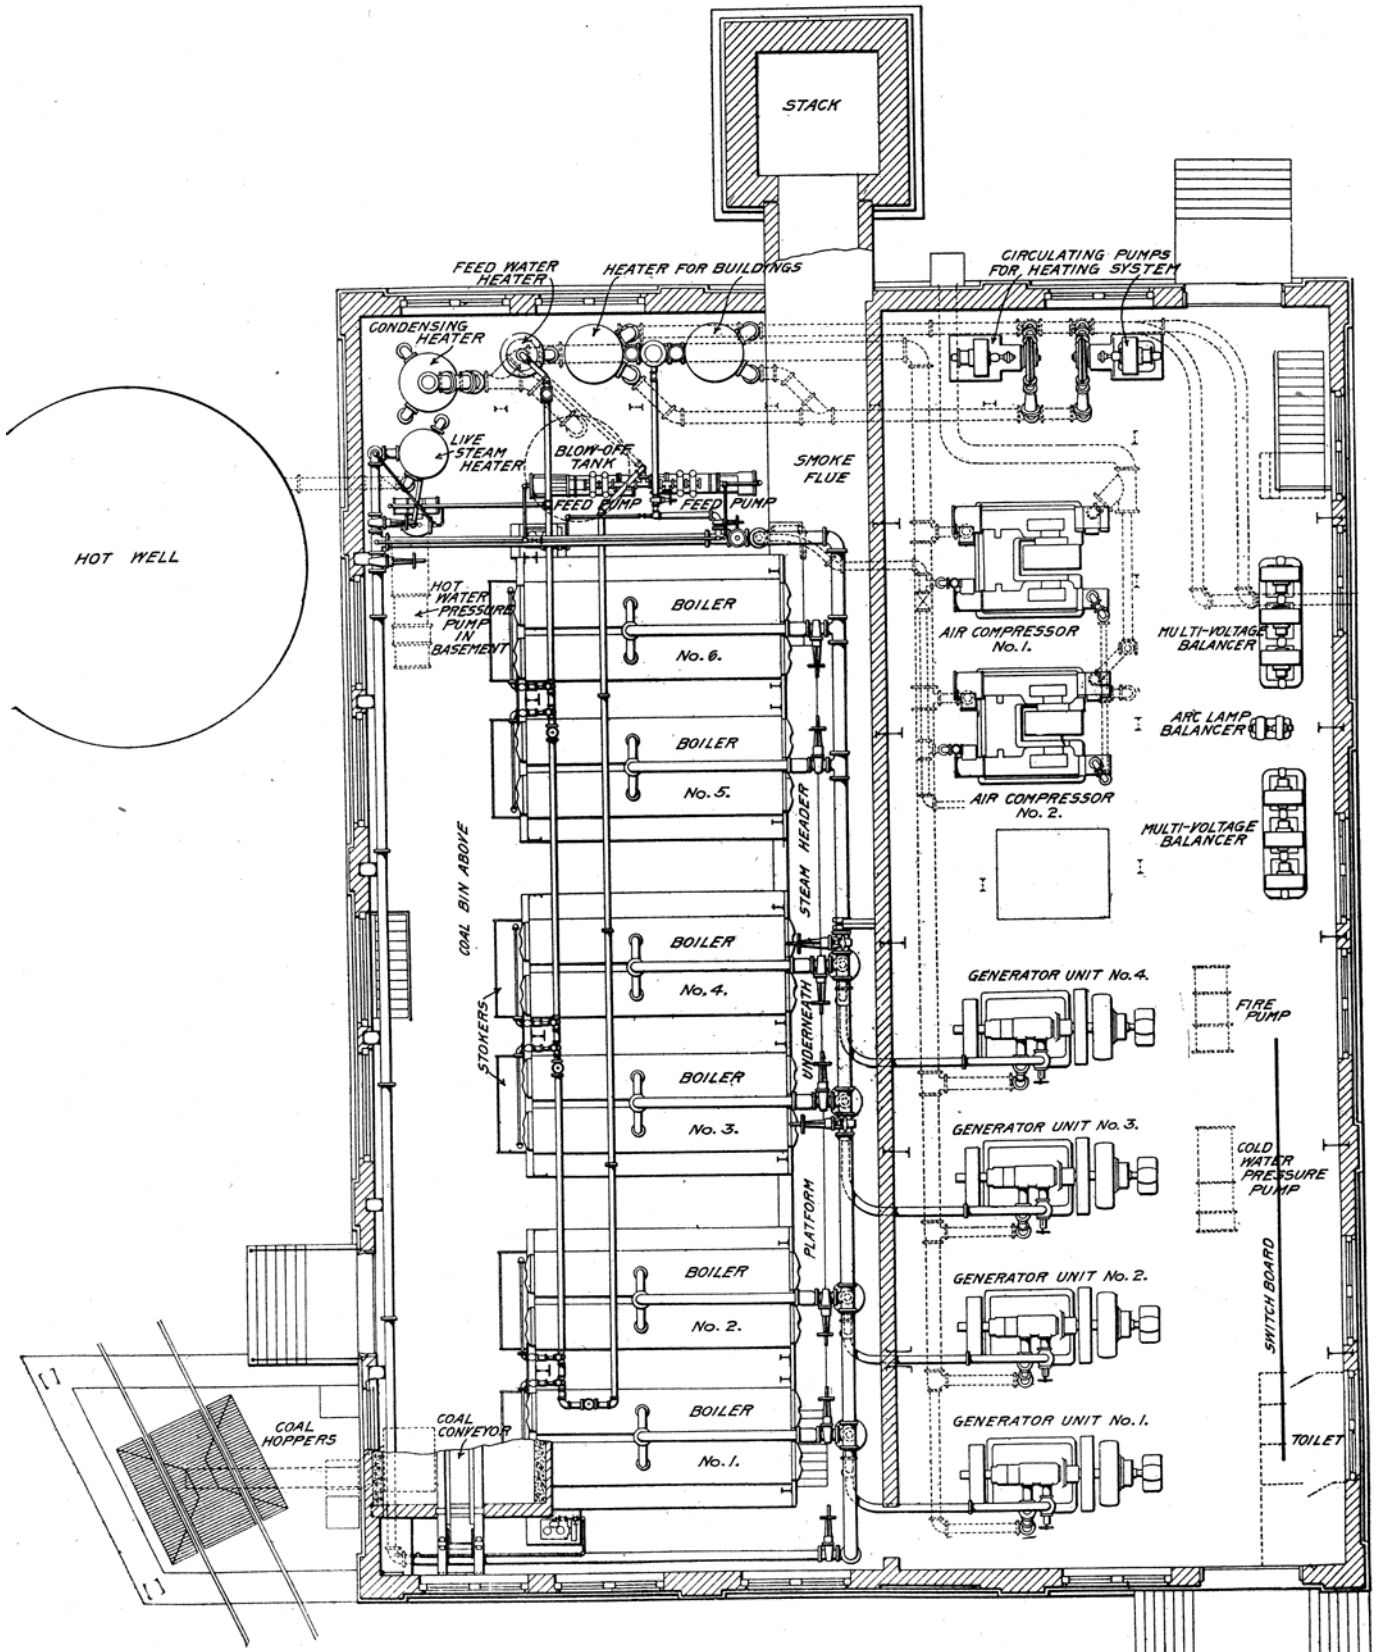 STACK
FEED WATER
HEATER
HEATER FOR BUILDINGS
CIRCULATING PUMPS
FOR HEATING SYSTEM
CONDENSING
HEATER
LIVE
STEAM
HEATER
BLOW-OFF
TANK
FEED PUMP
FEED PUMP
SMOKE
FLUE
HOT WELL
HOT
WATER
PRESSURE
PUMP
IN
BASEMENT
BOILER
No. 6.
AIR COMPRESSOR
No. 1.
MULTI-VOLTAGE
BALANCER
ARC LAMP
BALANCER
BOILER
No. 5.
AIR COMPRESSOR
No. 2.
MULTI-VOLTAGE
BALANCER
COAL BIN ABOVE
STEAM HEADER
UNDERNEATH
PLATFORM
STOKERS
BOILER
No. 4.
GENERATOR UNIT No. 4.
FIRE
PUMP
BOILER
No. 3.
GENERATOR UNIT No. 3.
COLD
WATER
PRESSURE
PUMP
BOILER
No. 2.
GENERATOR UNIT No. 2.
SWITCH BOARD
COAL
HOPPERS
COAL
CONVEYOR
BOILER
No. 1.
GENERATOR UNIT No. 1.
TOILET